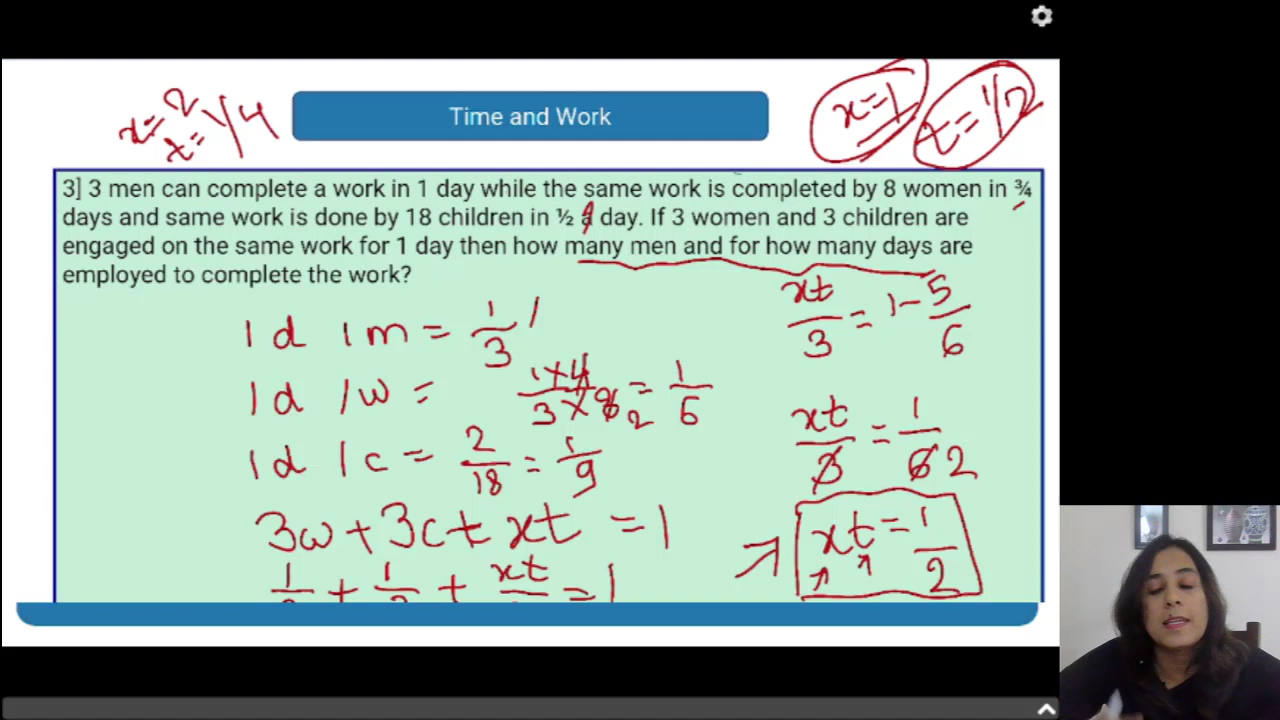 x=2
t=1/4
Time and Work
x=1
t=1/2
3] 3 men can complete a work in 1 day while the same work is completed by 8 women in ¾
days and same work is done by 18 children in ½ a day. If 3 women and 3 children are
engaged on the same work for 1 day then how many men and for how many days are
employed to complete the work?
1d 1m = 1/3
1d 1w = 1×4/3×8 2 = 1/6
1d 1c = 2/18 = 1/9
3w + 3c + xt = 1
xt/3 = 1 - 5/6
xt/3 = 1/6 2
xt = 1/2